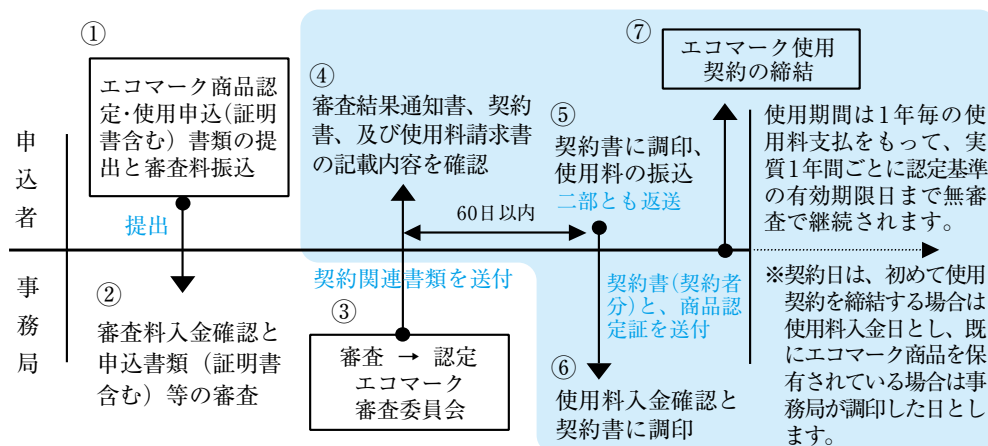 ①
エコマーク商品認
定･使用申込(証明
書含む）書類の提
出と審査料振込
提出
②
審査料入金確認と
申込書類（証明書
含む）等の審査
③
審査 → 認定
エコマーク
審査委員会
契約関連書類を送付
④
審査結果通知書、契約
書、及び使用料請求書
の記載内容を確認
60日以内
⑤
契約書に調印、
使用料の振込
二部とも返送
⑥
使用料入金確認と
契約書に調印
契約書(契約者
分)と、商品認
定証を送付
⑦
エコマーク使用
契約の締結
使用期間は1年毎の使
用料支払をもって、実
質1年間ごとに認定基準
の有効期限日まで無審
査で継続されます。
※契約日は、初めて使用
契約を締結する場合は
使用料入金日とし、既
にエコマーク商品を保
有されている場合は事
務局が調印した日とし
ます。
申込者
事務局